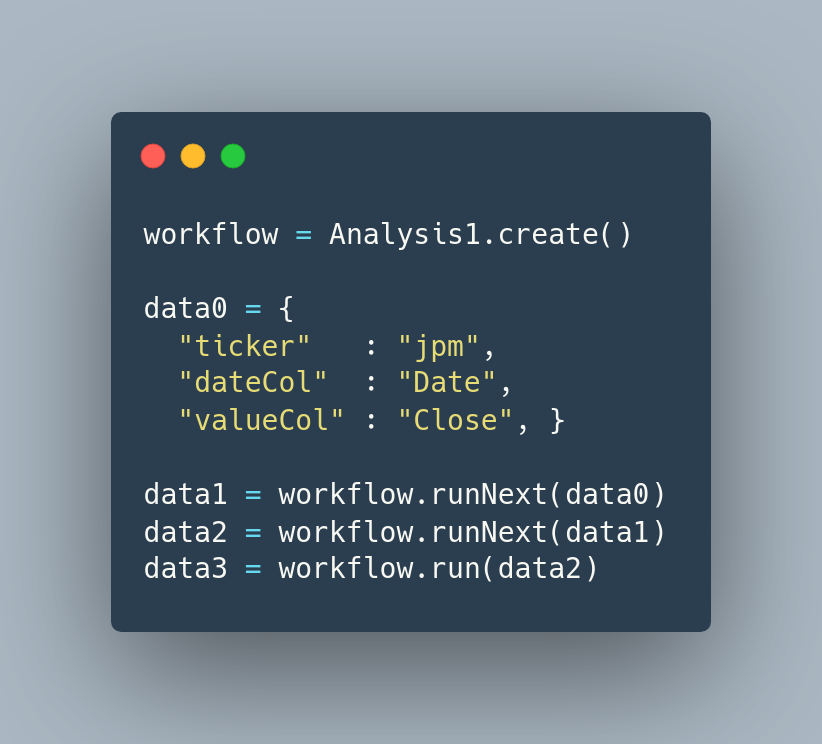 workflow = Analysis1.create()
data0 = {
  "ticker"   : "jpm",
  "dateCol"  : "Date",
  "valueCol" : "Close", }
data1 = workflow.runNext(data0)
data2 = workflow.runNext(data1)
data3 = workflow.run(data2)